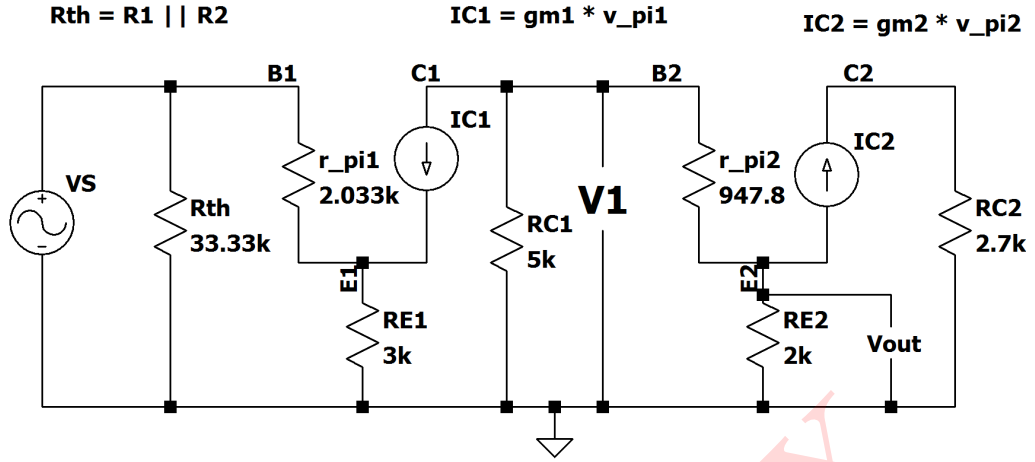 Rth = R1 || R2
IC1 = gm1 * v_pi1
IC2 = gm2 * v_pi2
B1
C1
B2
C2
IC1
IC2
VS
+
−
r_pi1
2.033k
r_pi2
947.8
V1
Rth
33.33k
RC1
5k
RC2
2.7k
E1
E2
RE1
3k
RE2
2k
Vout